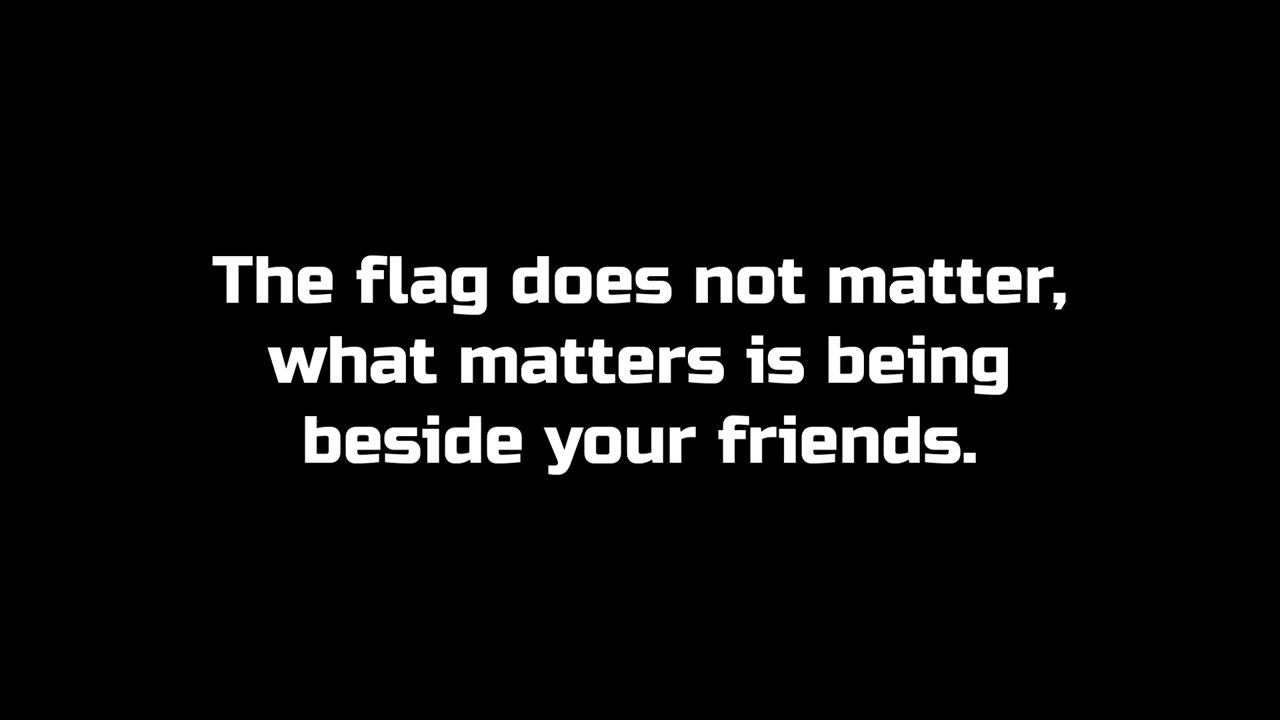 The flag does not matter,
what matters is being
beside your friends.